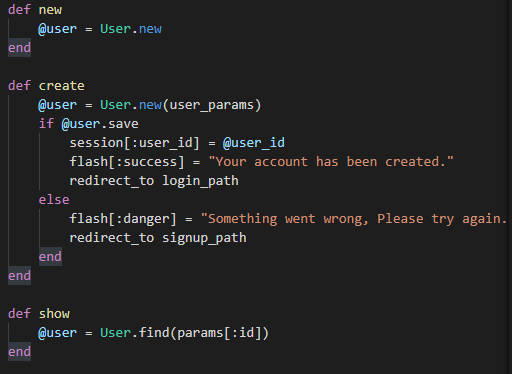 def new
    @user = User.new
end

def create
    @user = User.new(user_params)
    if @user.save
        session[:user_id] = @user_id
        flash[:success] = "Your account has been created."
        redirect_to login_path
    else
        flash[:danger] = "Something went wrong, Please try again.
        redirect_to signup_path
    end
end

def show
    @user = User.find(params[:id])
end